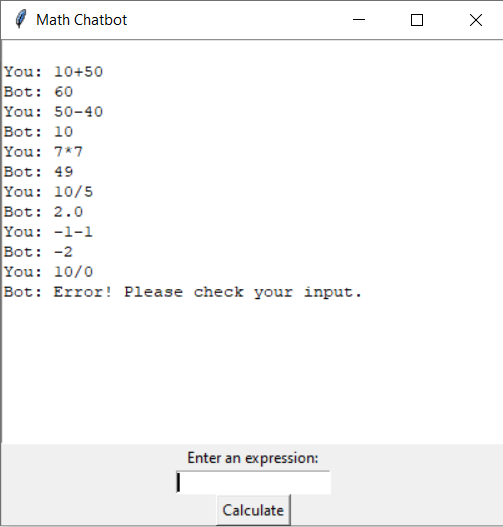 Math Chatbot
You: 10+50
Bot: 60
You: 50-40
Bot: 10
You: 7*7
Bot: 49
You: 10/5
Bot: 2.0
You: -1-1
Bot: -2
You: 10/0
Bot: Error! Please check your input.
Enter an expression:
Calculate